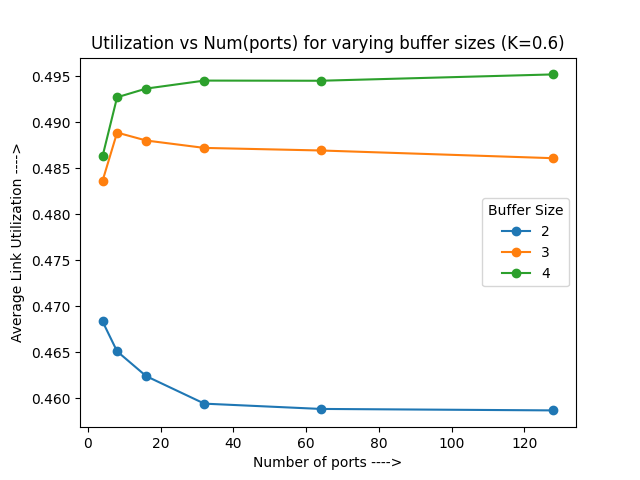 Utilization vs Num(ports) for varying buffer sizes (K=0.6)
Average Link Utilization ---->
0.495
0.490
0.485
0.480
0.475
0.470
0.465
0.460
Buffer Size
2
3
4
0 20 40 60 80 100 120
Number of ports ---->